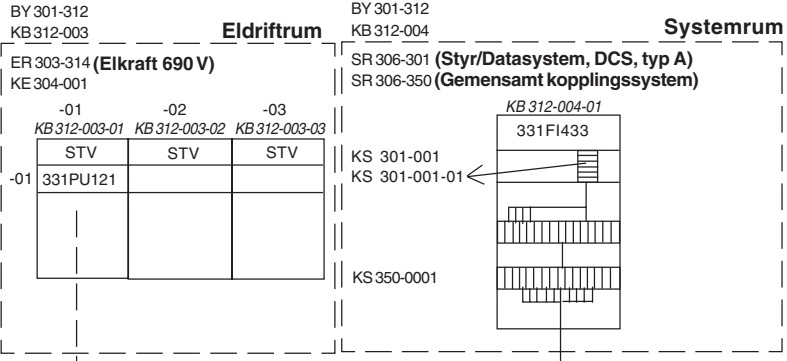 BY 301-312
KB 312-003 Eldriftrum
ER 303-314 (Elkraft 690 V)
KE 304-001
-01 -02 -03
KB 312-003-01 KB 312-003-02 KB 312-003-03
STV STV STV
-01 331PU121
BY 301-312
KB 312-004 Systemrum
SR 306-301 (Styr/Datasystem, DCS, typ A)
SR 306-350 (Gemensamt kopplingssystem)
KB 312-004-01
331FI433
KS 301-001
KS 301-001-01
KS 350-0001